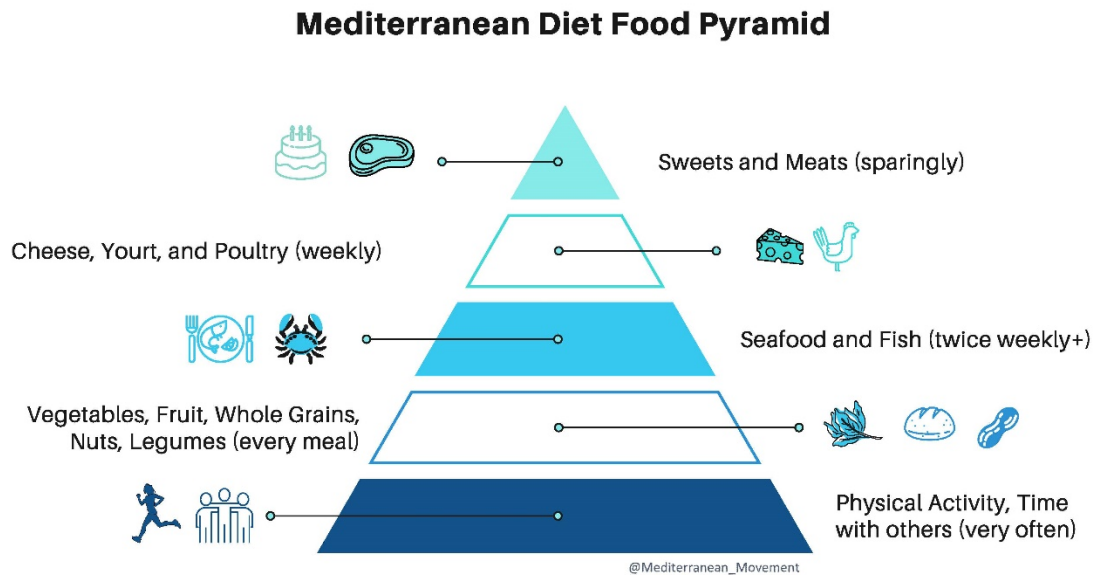 Mediterranean Diet Food Pyramid
Sweets and Meats (sparingly)
Cheese, Yourt, and Poultry (weekly)
Seafood and Fish (twice weekly+)
Vegetables, Fruit, Whole Grains,
Nuts, Legumes (every meal)
Physical Activity, Time
with others (very often)
@Mediterranean_Movement